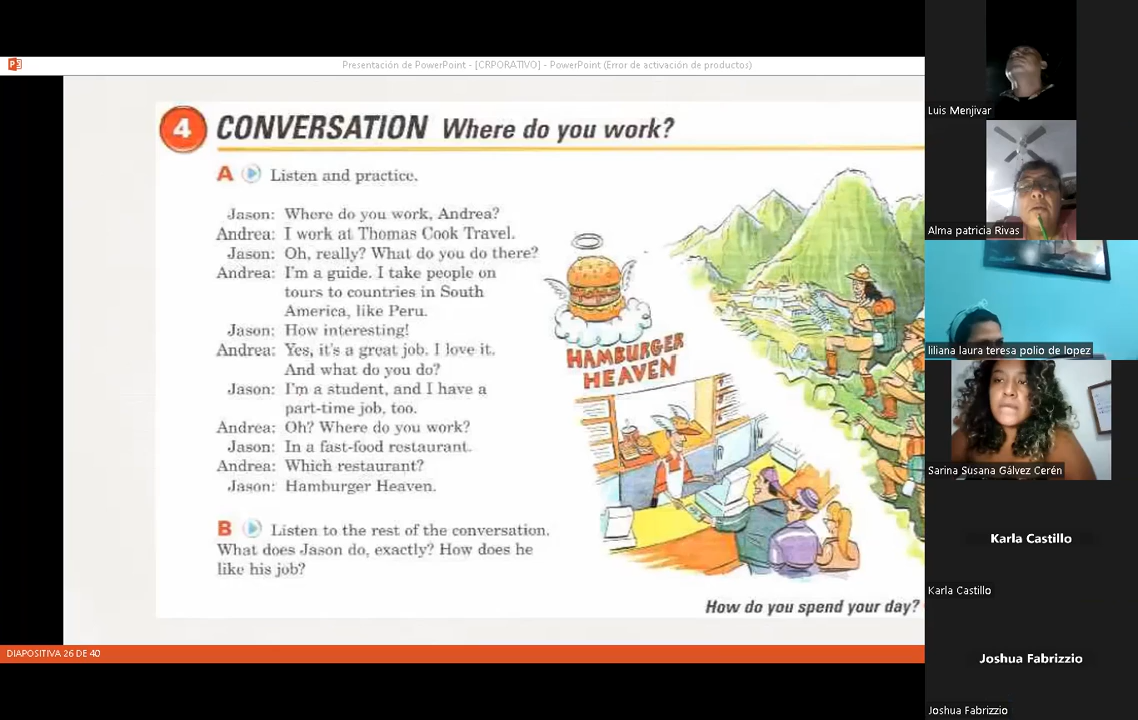 Presentación de PowerPoint - [CRPORATIVO] - PowerPoint (Error de activación de productos)
4 CONVERSATION Where do you work?
A Listen and practice.
Jason: Where do you work, Andrea?
Andrea: I work at Thomas Cook Travel.
Jason: Oh, really? What do you do there?
Andrea: I'm a guide. I take people on
tours to countries in South
America, like Peru.
Jason: How interesting!
Andrea: Yes, it's a great job. I love it.
And what do you do?
Jason: I'm a student, and I have a
part-time job, too.
Andrea: Oh? Where do you work?
Jason: In a fast-food restaurant.
Andrea: Which restaurant?
Jason: Hamburger Heaven.
B Listen to the rest of the conversation.
What does Jason do, exactly? How does he
like his job?
HAMBURGER
HEAVEN
How do you spend your day?
DIAPOSITIVA 26 DE 40
Luis Menjivar
Alma patricia Rivas
liliana laura teresa polio de lopez
Sarina Susana Gálvez Cerén
Karla Castillo
Karla Castillo
Joshua Fabrizzio
Joshua Fabrizzio